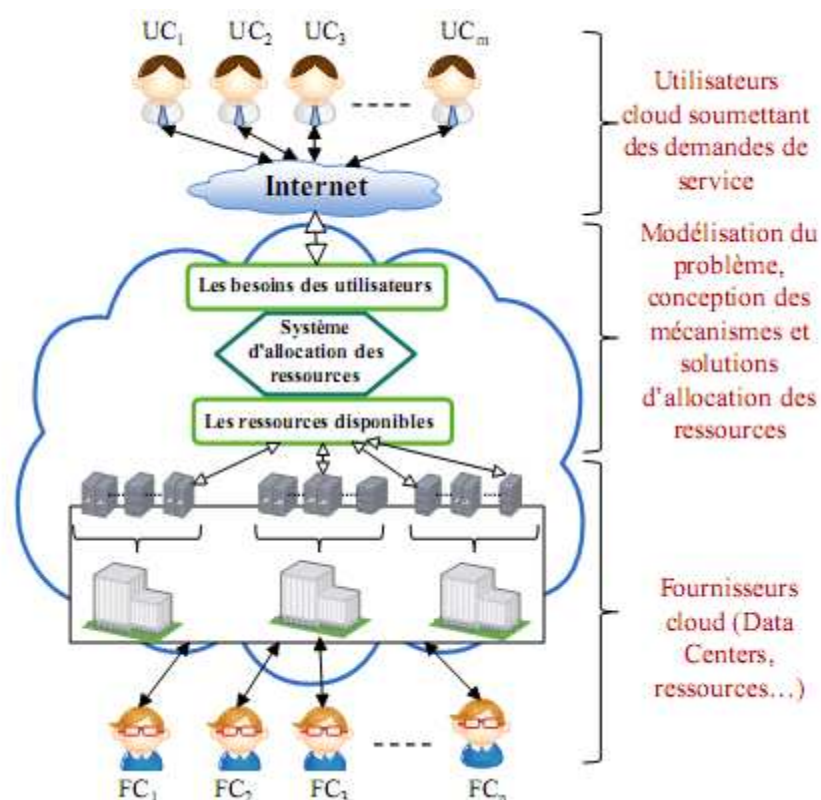 UC1 UC2 UC3 UCm
Utilisateurs
cloud soumettant
des demandes de
service
Internet
Modélisation du
problème,
conception des
mécanismes et
solutions
d'allocation des
ressources
Les besoins des utilisateurs
Système
d'allocation des
ressources
Les ressources disponibles
Fournisseurs
cloud (Data
Centers,
ressources…)
FC1 FC2 FC3 FCn